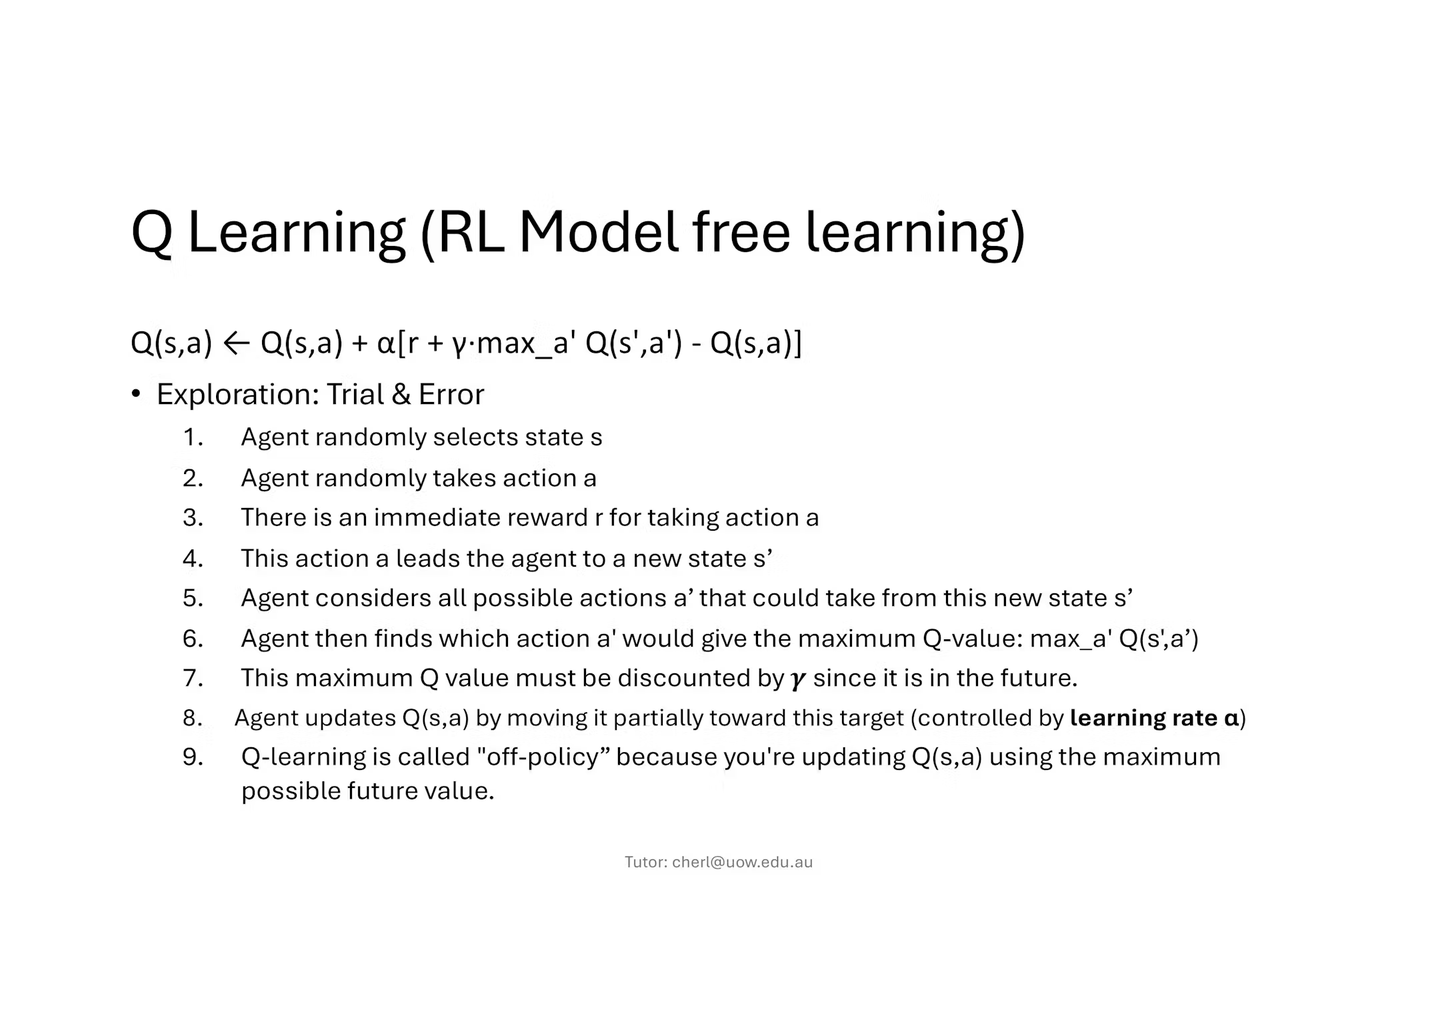 Q Learning (RL Model free learning)
Q(s,a) ← Q(s,a) + α[r + γ·max_a' Q(s',a') - Q(s,a)]
• Exploration: Trial & Error
1. Agent randomly selects state s
2. Agent randomly takes action a
3. There is an immediate reward r for taking action a
4. This action a leads the agent to a new state s’
5. Agent considers all possible actions a’ that could take from this new state s’
6. Agent then finds which action a' would give the maximum Q-value: max_a' Q(s',a’)
7. This maximum Q value must be discounted by γ since it is in the future.
8. Agent updates Q(s,a) by moving it partially toward this target (controlled by learning rate α)
9. Q-learning is called "off-policy” because you're updating Q(s,a) using the maximum
possible future value.
Tutor: cherl@uow.edu.au